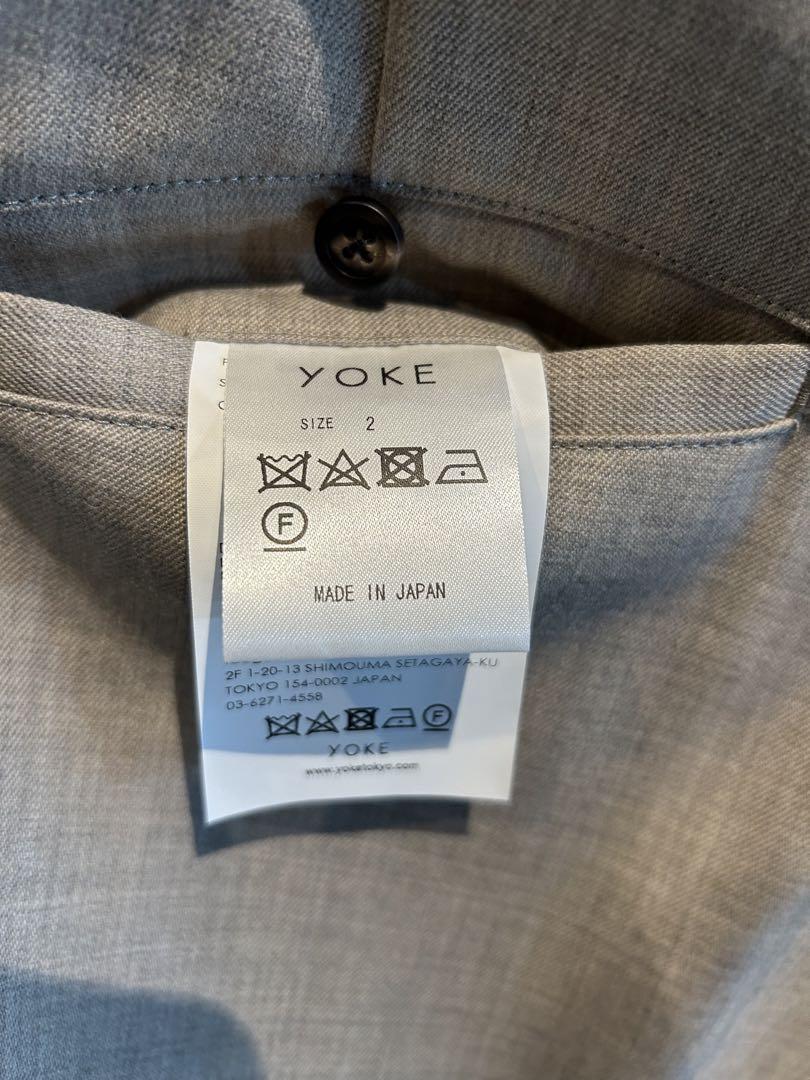 YOKE
SIZE 2
F
MADE IN JAPAN
2F 1-20-13 SHIMOUMA SETAGAYA-KU
TOKYO 154-0002 JAPAN
03-6271-4558
F
YOKE
www.yoketokyo.com